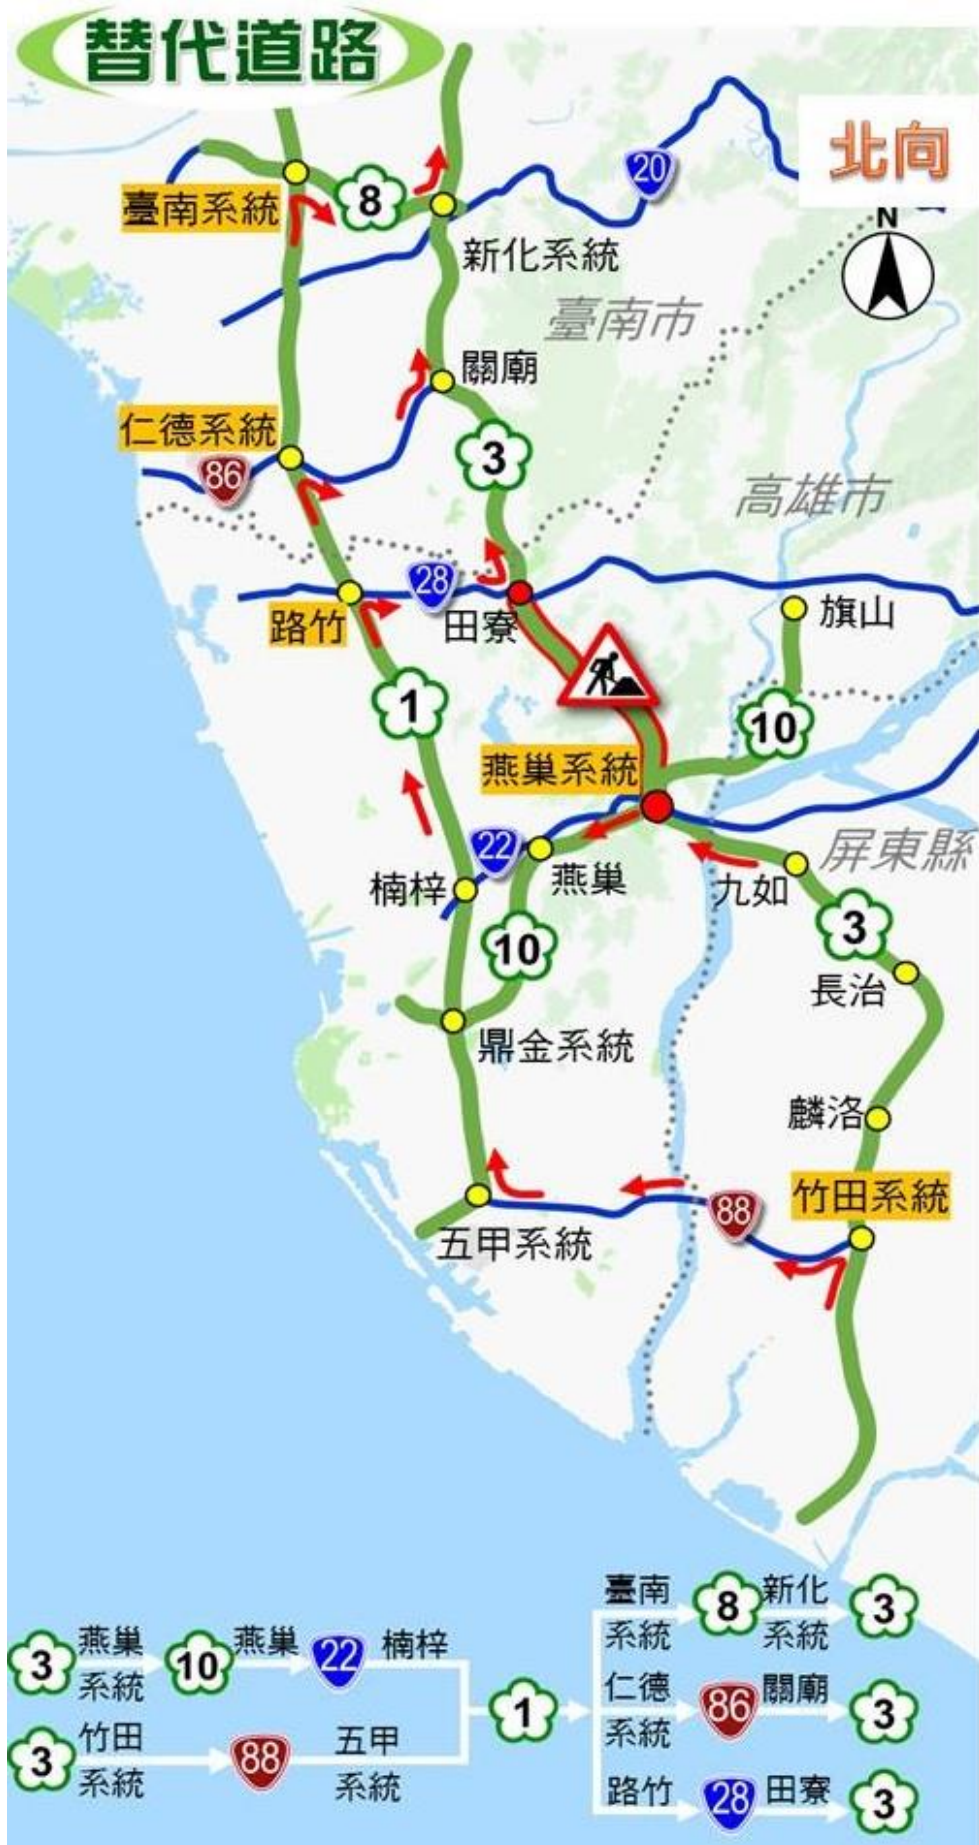 替代道路
北向
N
20
臺南系統
8
新化系統
臺南市
關廟
仁德系統
86
3
高雄市
28
路竹
田寮
旗山
1
10
燕巢系統
22
燕巢
屏東縣
楠梓
九如
10
3
長治
鼎金系統
麟洛
竹田系統
88
五甲系統
3 燕巢系統 10 燕巢 22 楠梓
3 竹田系統 88 五甲系統
1
臺南系統 8 新化系統 3
仁德系統 86 關廟 3
路竹 28 田寮 3